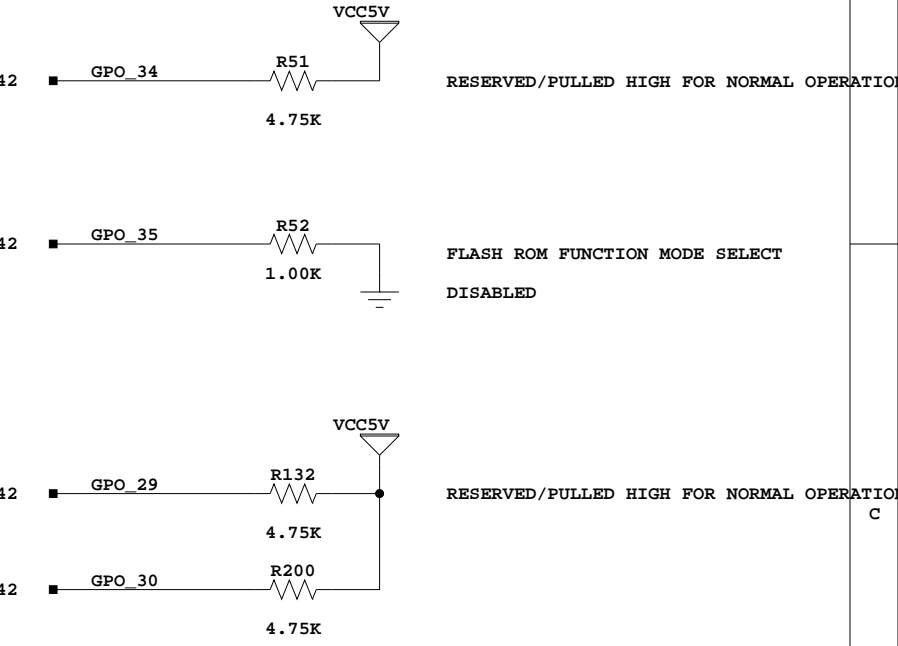 VCC5V
42 GPO_34 R51 RESERVED/PULLED HIGH FOR NORMAL OPERATION
4.75K
42 GPO_35 R52
FLASH ROM FUNCTION MODE SELECT
1.00K
DISABLED
VCC5V
42 GPO_29 R132 RESERVED/PULLED HIGH FOR NORMAL OPERATION
C
4.75K
42 GPO_30 R200
4.75K